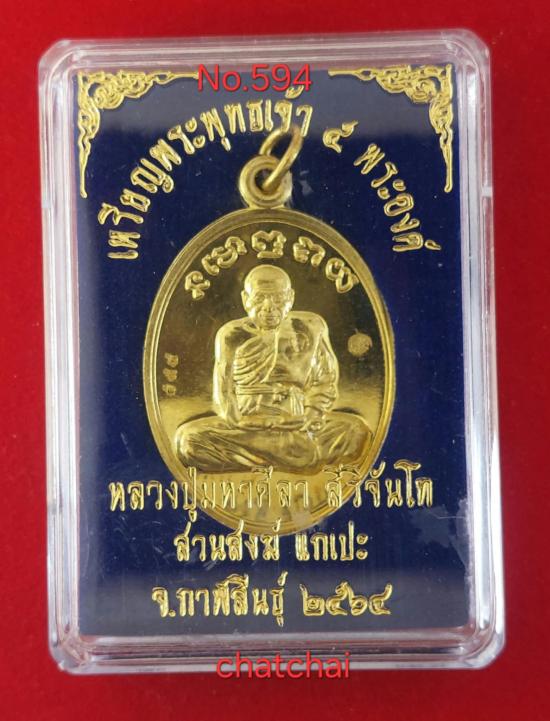 No.594
เหรียญพระพุทธเจ้า ๕ พระองค์
หลวงปู่มหาศิลา สิริจันโท
สวนสงฆ์ แกเปะ
จ.กาฬสินธุ์ ๒๕๖๔
chatchai